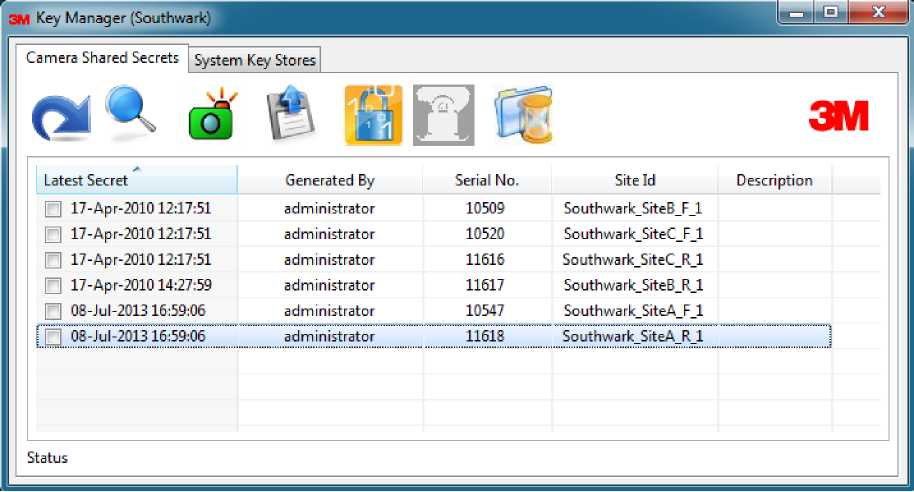 3M Key Manager (Southwark)
Camera Shared Secrets System Key Stores
3M
Latest Secret Generated By Serial No. Site Id Description
17-Apr-2010 12:17:51 administrator 10509 Southwark_SiteB_F_1
17-Apr-2010 12:17:51 administrator 10520 Southwark_SiteC_F_1
17-Apr-2010 12:17:51 administrator 11616 Southwark_SiteC_R_1
17-Apr-2010 14:27:59 administrator 11617 Southwark_SiteB_R_1
08-Jul-2013 16:59:06 administrator 10547 Southwark_SiteA_F_1
08-Jul-2013 16:59:06 administrator 11618 Southwark_SiteA_R_1
Status